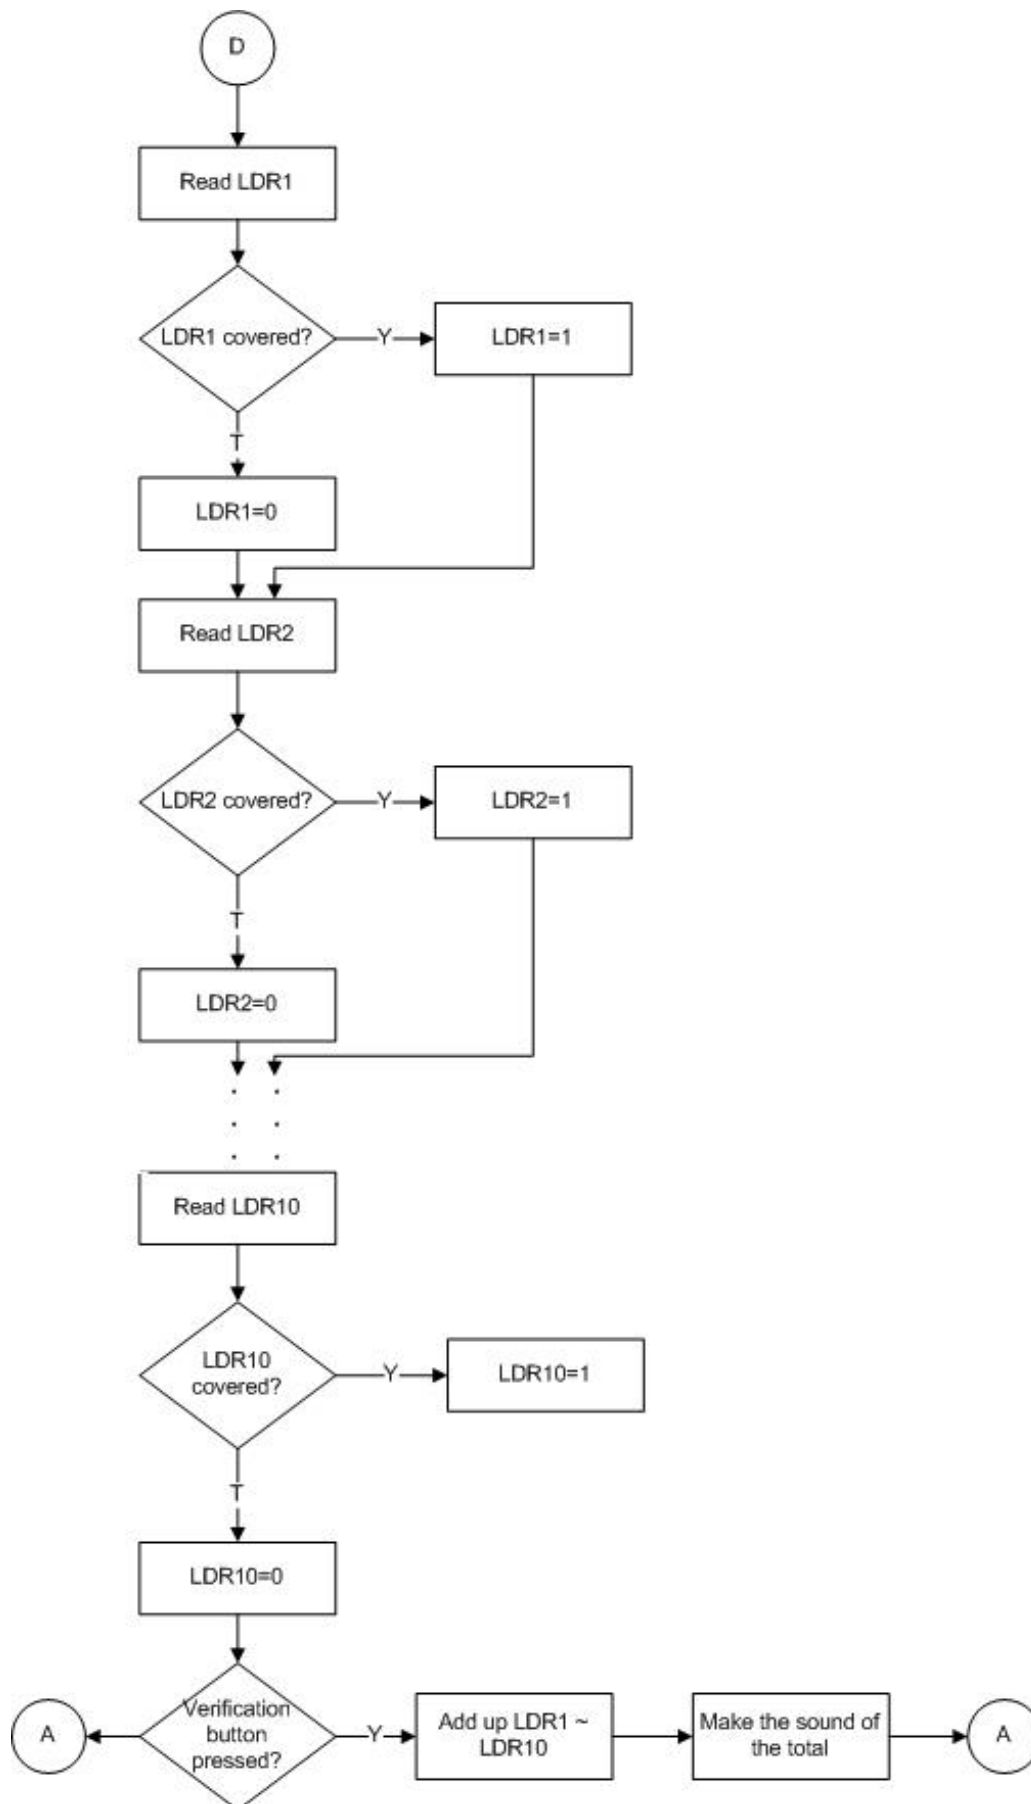 D
Read LDR1
LDR1 covered?
Y
LDR1=1
T
LDR1=0
Read LDR2
LDR2 covered?
Y
LDR2=1
T
LDR2=0
Read LDR10
LDR10
covered?
Y
LDR10=1
T
LDR10=0
A
Verification
button
pressed?
Y
Add up LDR1 ~
LDR10
Make the sound of
the total
A